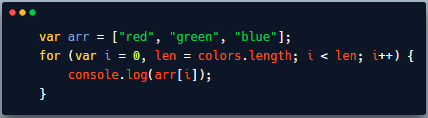 var arr = ["red", "green", "blue"];
for (var i = 0, len = colors.length; i < len; i++) {
    console.log(arr[i]);
}